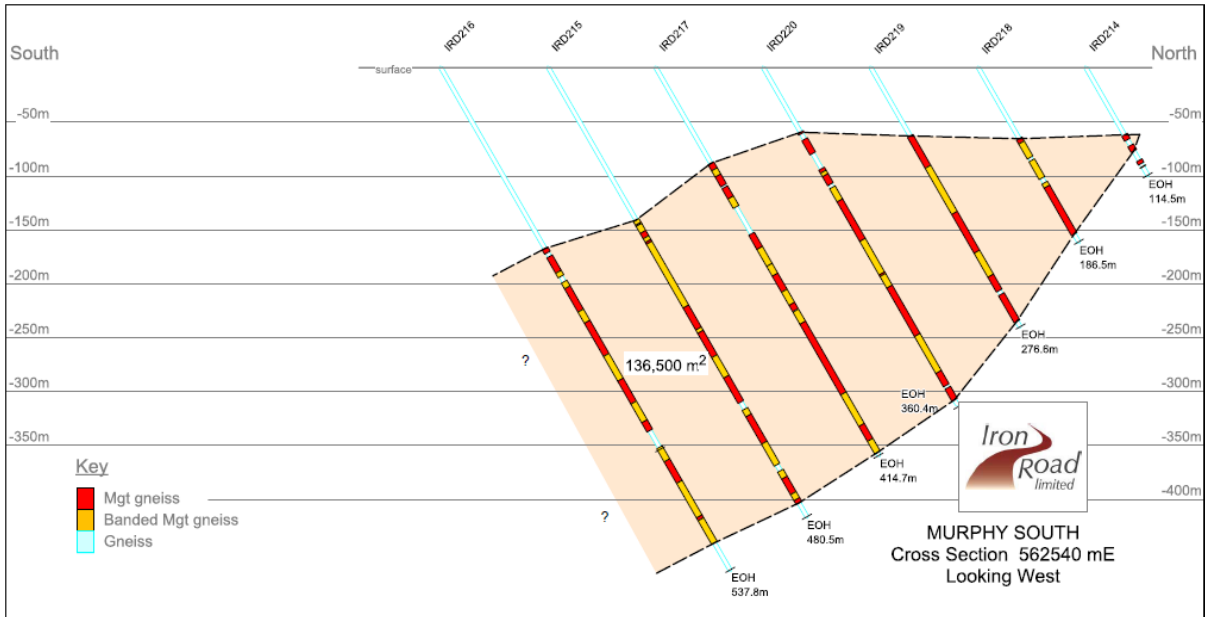 IRD216
IRD215
IRD217
IRD220
IRD219
IRD218
IRD214
South
North
surface
-50m
-50m
-100m
-100m
EOH
114.5m
-150m
-150m
EOH
186.5m
-200m
-200m
-250m
-250m
EOH
276.6m
?
136,500 m²
-300m
-300m
EOH
360.4m
-350m
-350m
EOH
414.7m
Iron
Road
limited
Key
Mgt gneiss
Banded Mgt gneiss
Gneiss
-400m
?
EOH
480.5m
EOH
537.8m
MURPHY SOUTH
Cross Section 562540 mE
Looking West